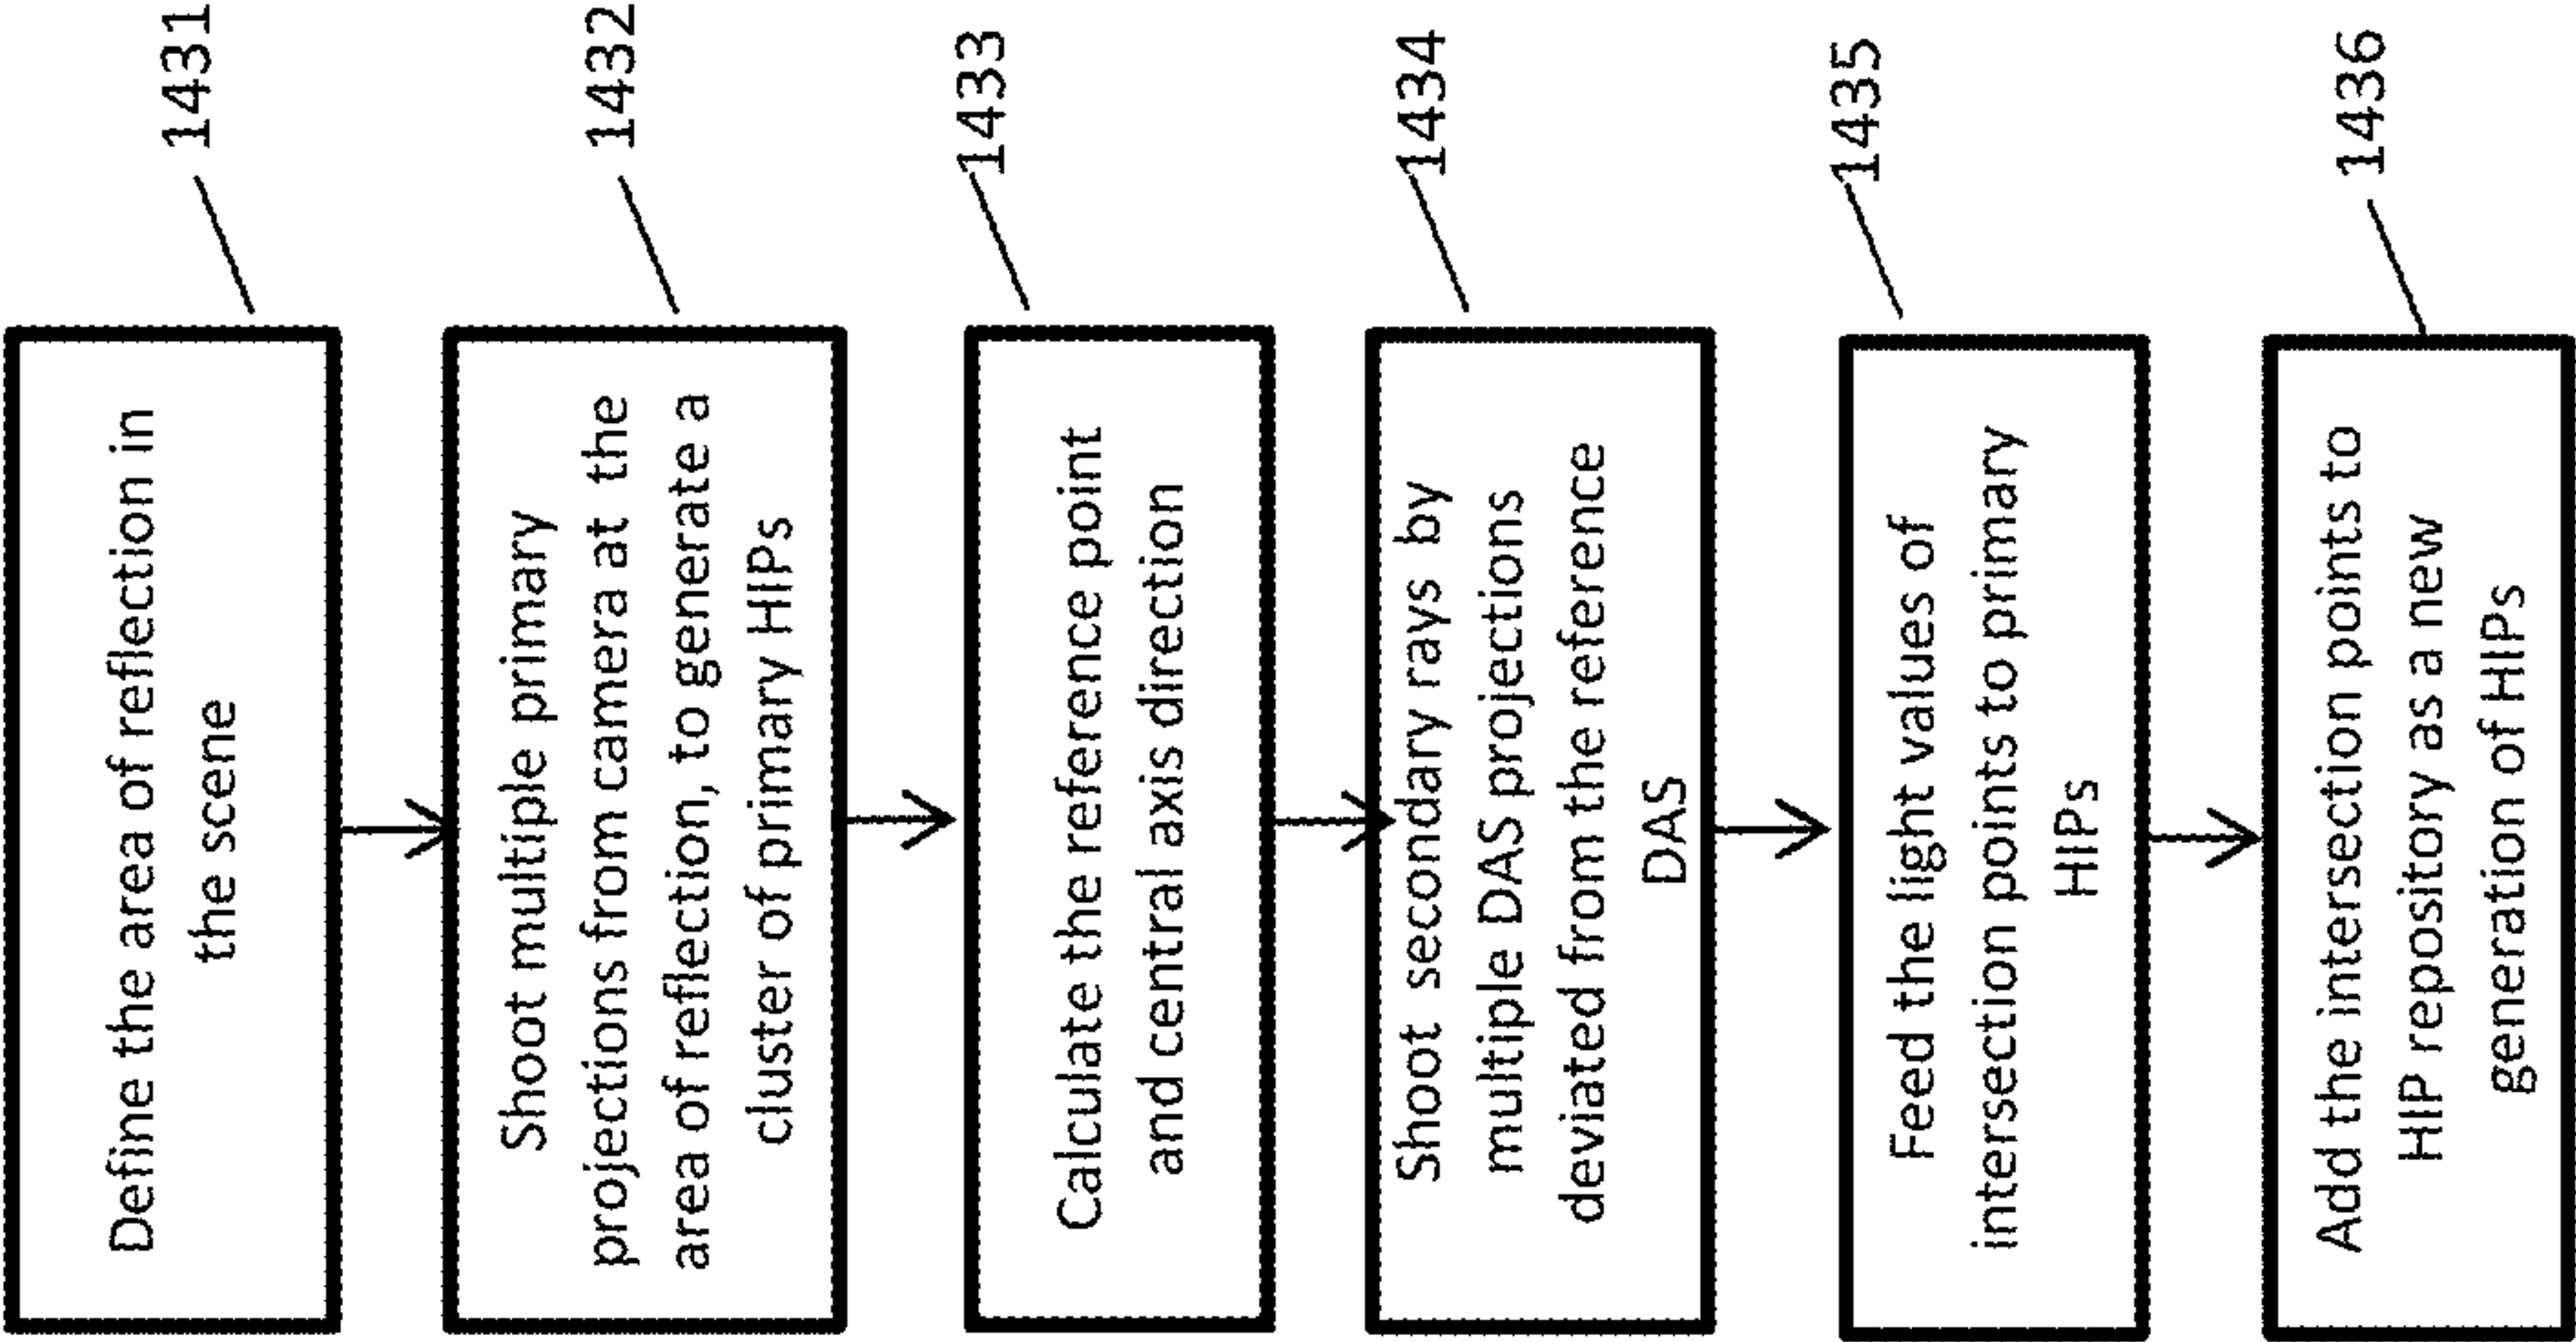 1431
Define the area of reflection in
the scene
1432
Shoot multiple primary
projections from camera at the
area of reflection, to generate a
cluster of primary HIPs
1433
Calculate the reference point
and central axis direction
1434
Shoot secondary rays by
multiple DAS projections
deviated from the reference
DAS
1435
Feed the light values of
intersection points to primary
HIPs
1436
Add the intersection points to
HIP repository as a new
generation of HIPs